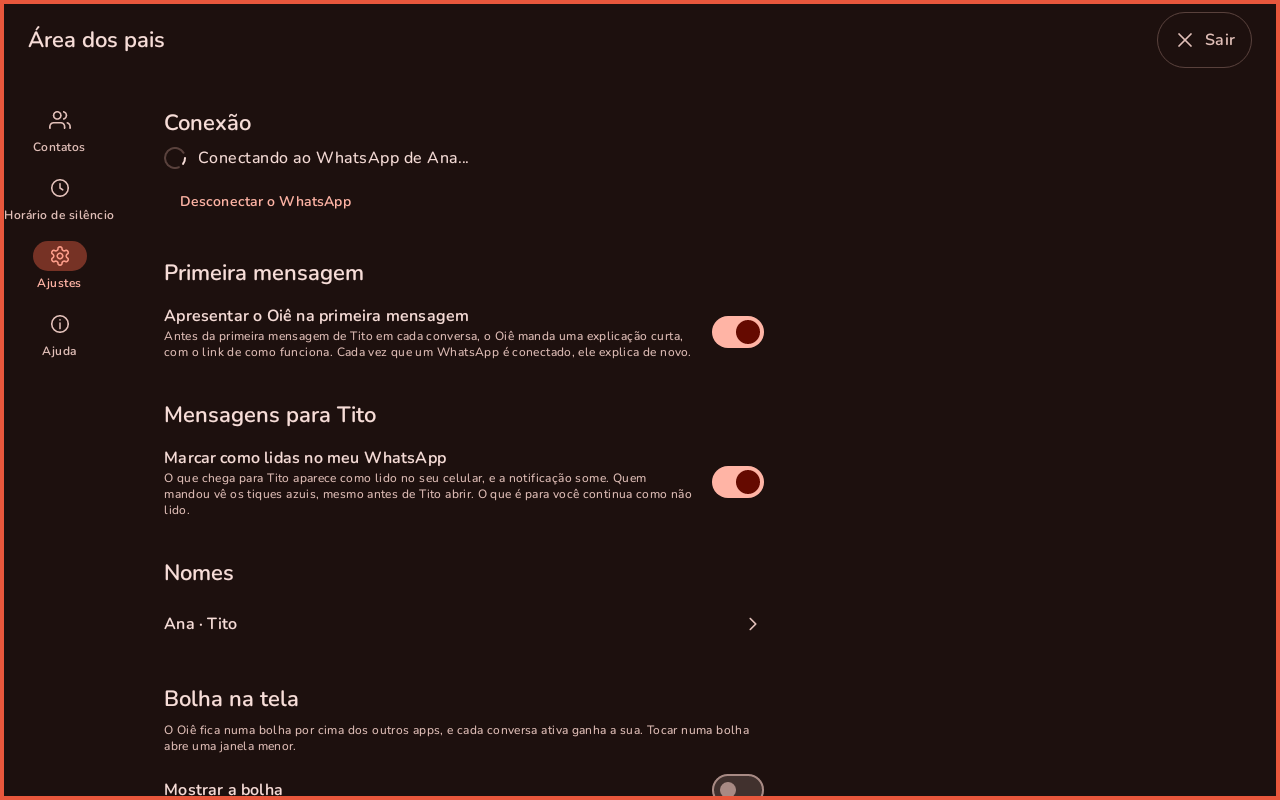 Área dos pais
Sair
Contatos
Horário de silêncio
Ajustes
Ajuda
Conexão
Conectando ao WhatsApp de Ana…
Desconectar o WhatsApp
Primeira mensagem
Apresentar o Oiê na primeira mensagem
Antes da primeira mensagem de Tito em cada conversa, o Oiê manda uma explicação curta,
com o link de como funciona. Cada vez que um WhatsApp é conectado, ele explica de novo.
Mensagens para Tito
Marcar como lidas no meu WhatsApp
O que chega para Tito aparece como lido no seu celular, e a notificação some. Quem
mandou vê os tiques azuis, mesmo antes de Tito abrir. O que é para você continua como não
lido.
Nomes
Ana · Tito
Bolha na tela
O Oiê fica numa bolha por cima dos outros apps, e cada conversa ativa ganha a sua. Tocar numa bolha
abre uma janela menor.
Mostrar a bolha